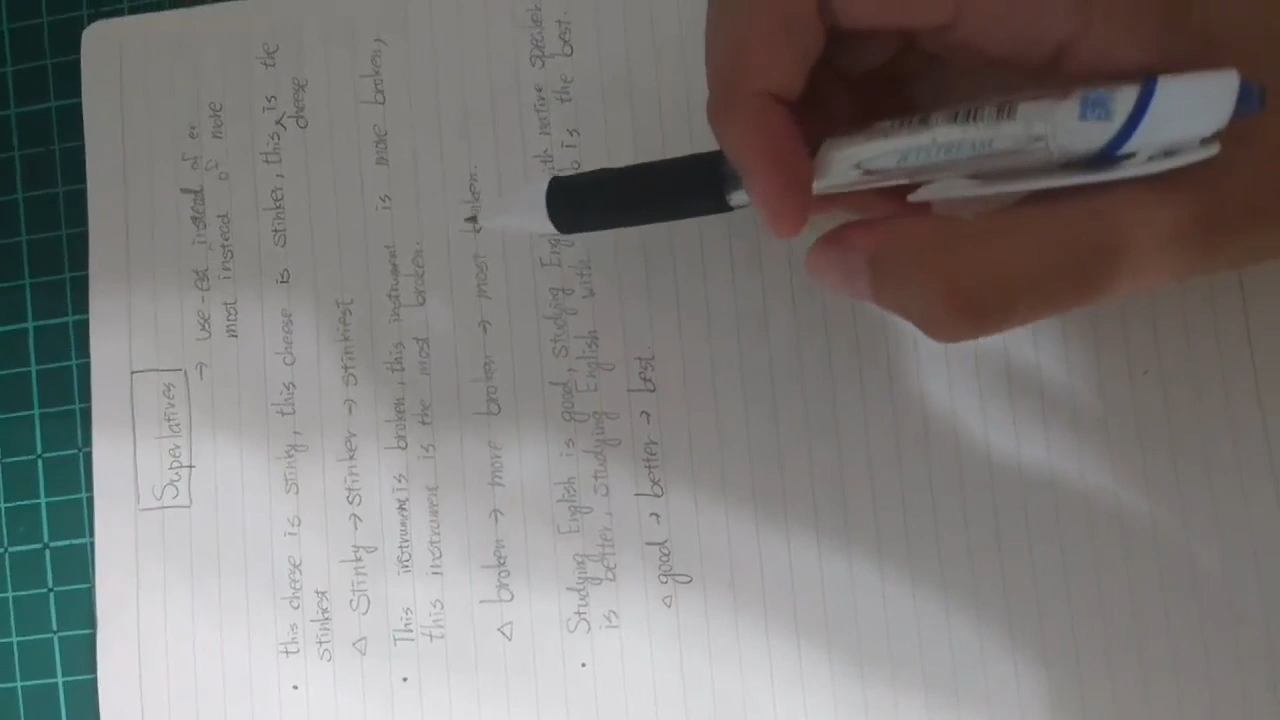 Superlatives
→ use -est instead of er
most instead of more
• this cheese is stinky, this cheese is stinker, this cheese is the
stinkiest
△ Stinky → stinker → stinkiest
• This instrument is broken, this instrument is more broken,
this instrument is the most broken.
△ broken → more broken → most
• Studying English is good, studying with native speaker
is better, studying English with is the best.
△ good → better → best.
JETSTREAM